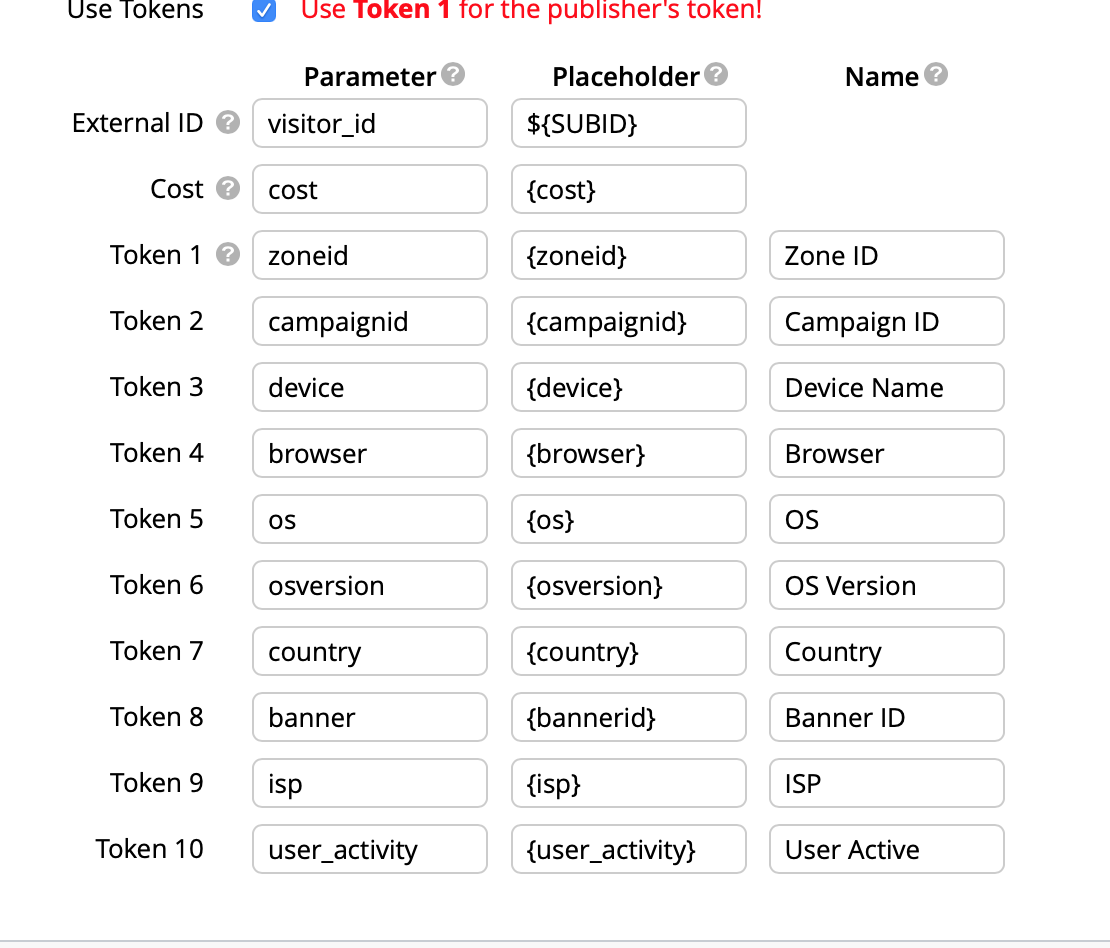 Use Tokens Use Token 1 for the publisher's token!
Parameter ? Placeholder ? Name ?
External ID ? visitor_id ${SUBID}
Cost ? cost {cost}
Token 1 ? zoneid {zoneid} Zone ID
Token 2 campaignid {campaignid} Campaign ID
Token 3 device {device} Device Name
Token 4 browser {browser} Browser
Token 5 os {os} OS
Token 6 osversion {osversion} OS Version
Token 7 country {country} Country
Token 8 banner {bannerid} Banner ID
Token 9 isp {isp} ISP
Token 10 user_activity {user_activity} User Active